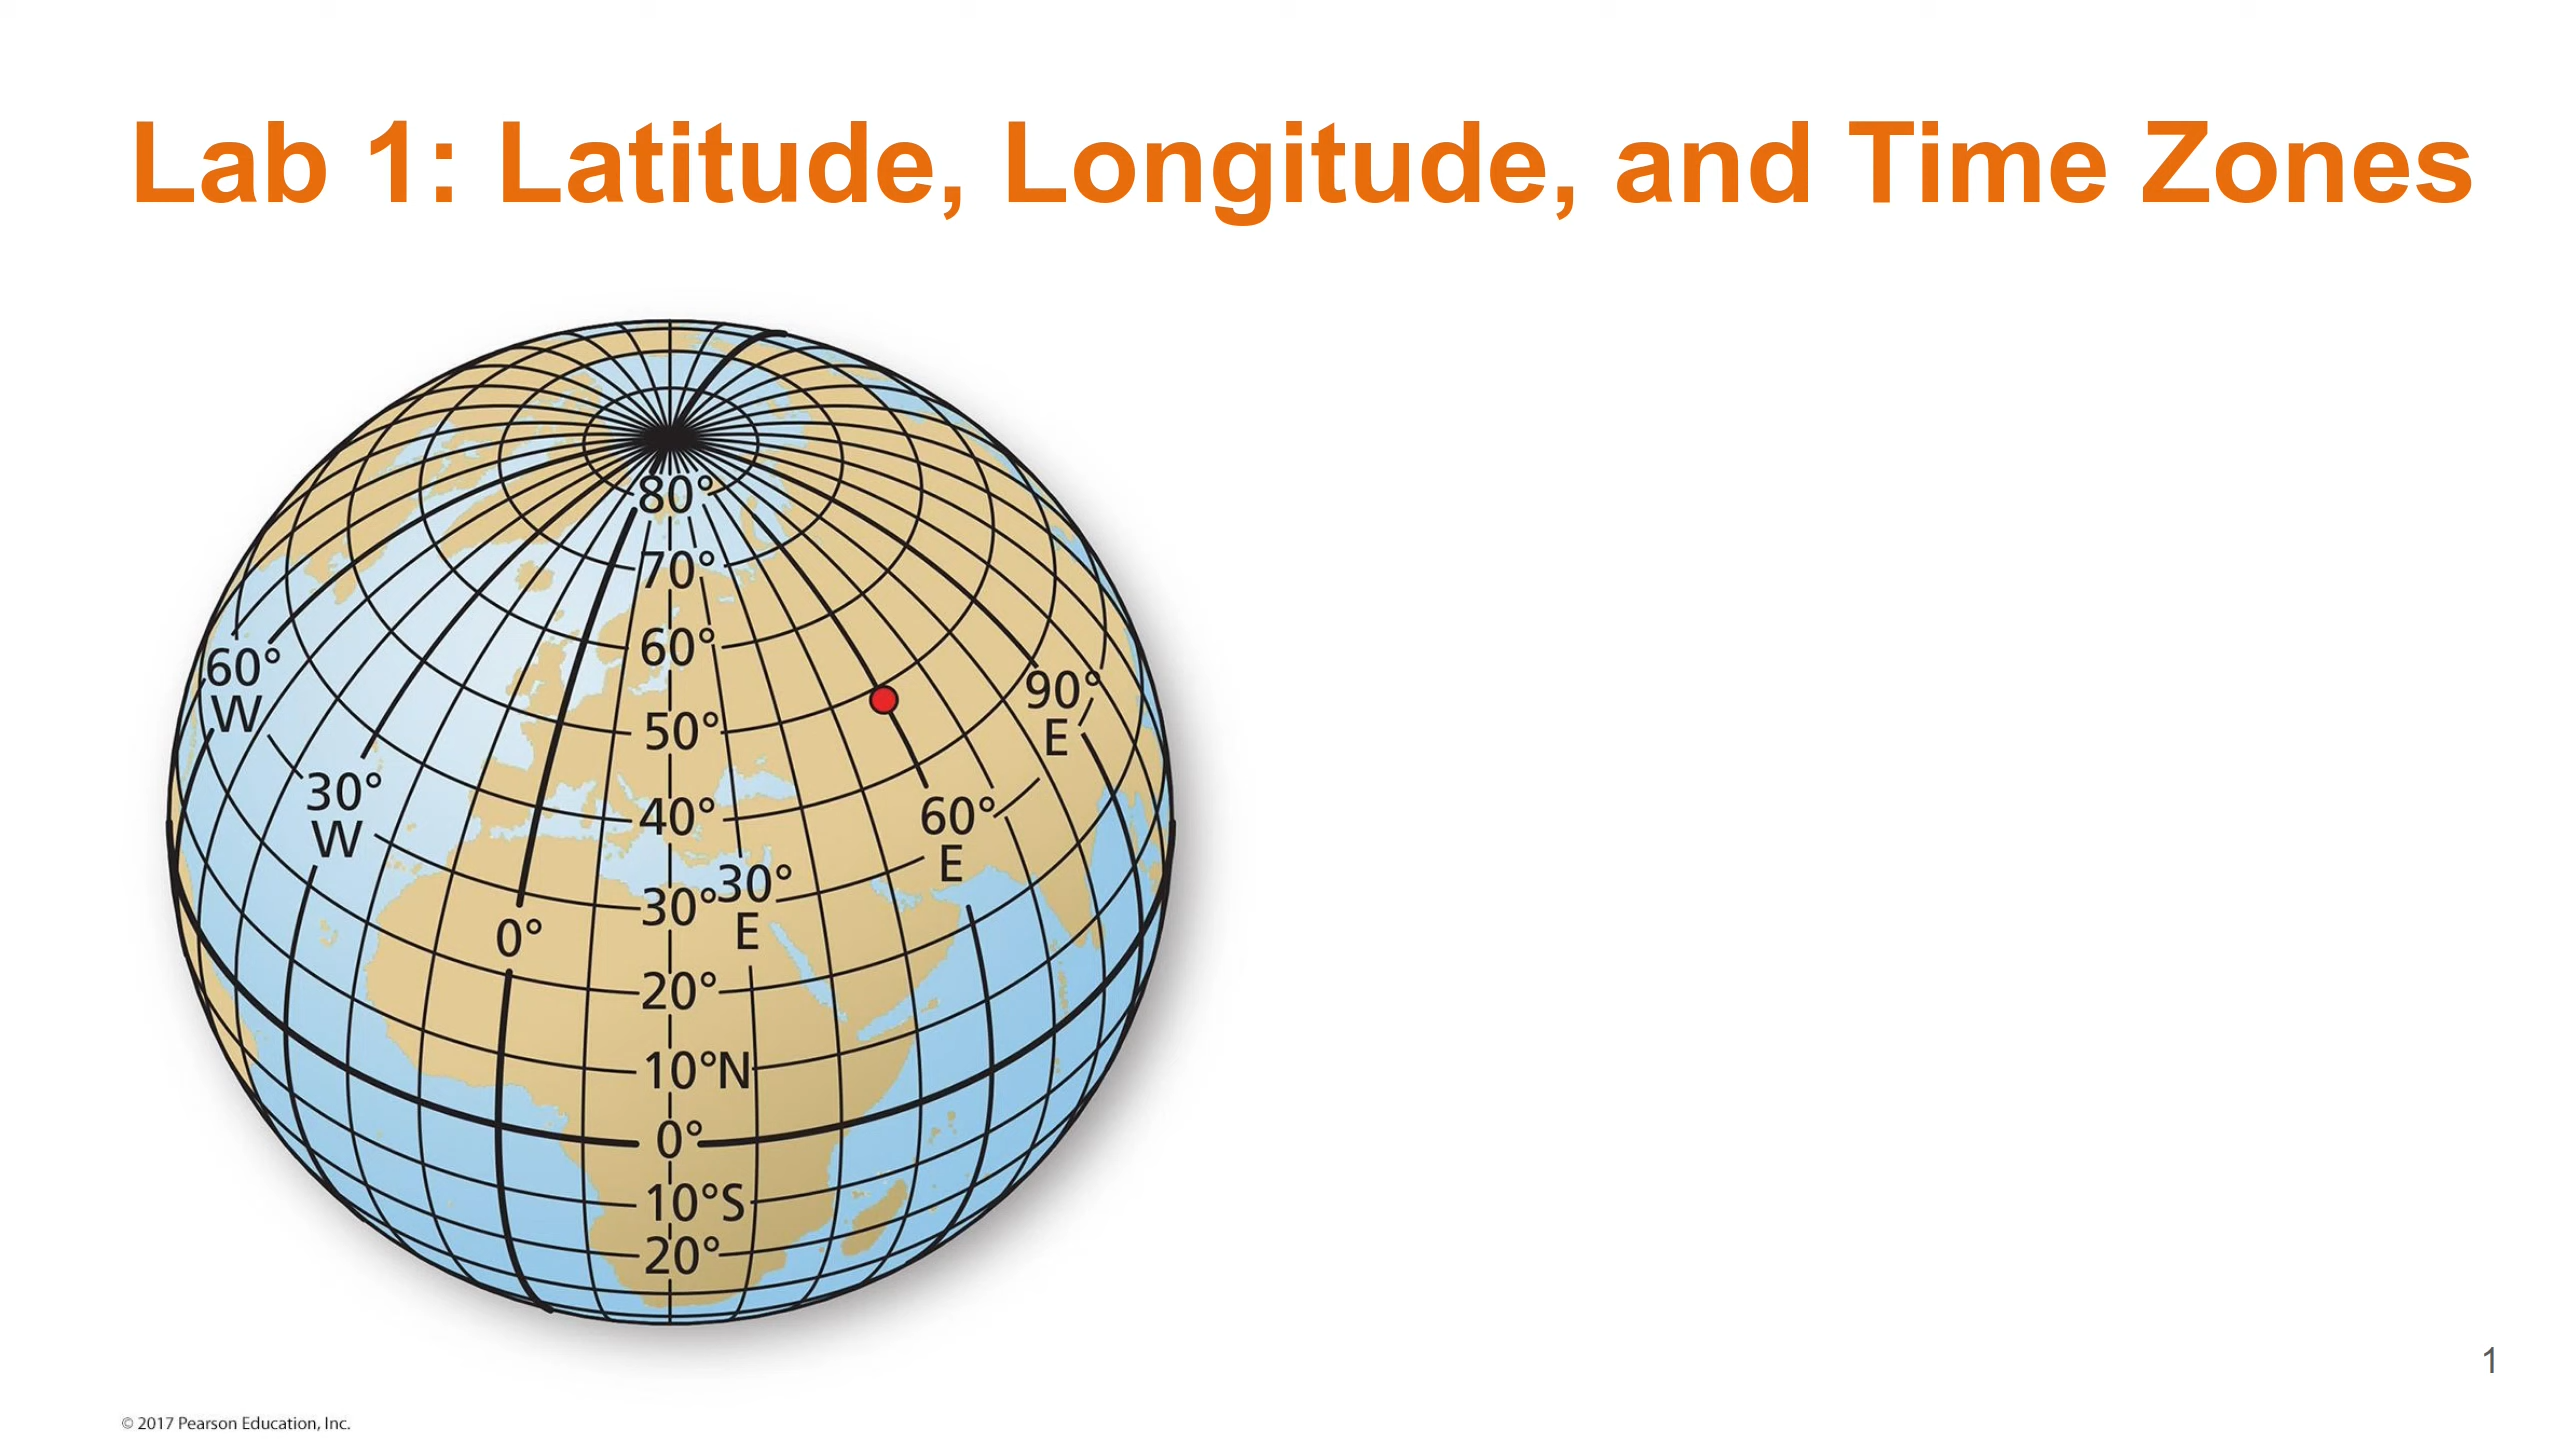 Lab 1: Latitude, Longitude, and Time Zones
80°
70°
60°
60°
W
50°
90°
E
30°
W
40°
60°
E
30°
30°
E
0°
20°
10°N
0°
10°S
20°
1
© 2017 Pearson Education, Inc.